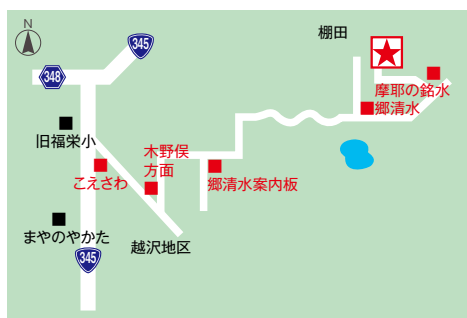 N
345
棚田
348
摩耶の銘水
郷清水
旧福栄小
木野俣
方面
こえさわ
郷清水案内板
まやのやかた
越沢地区
345